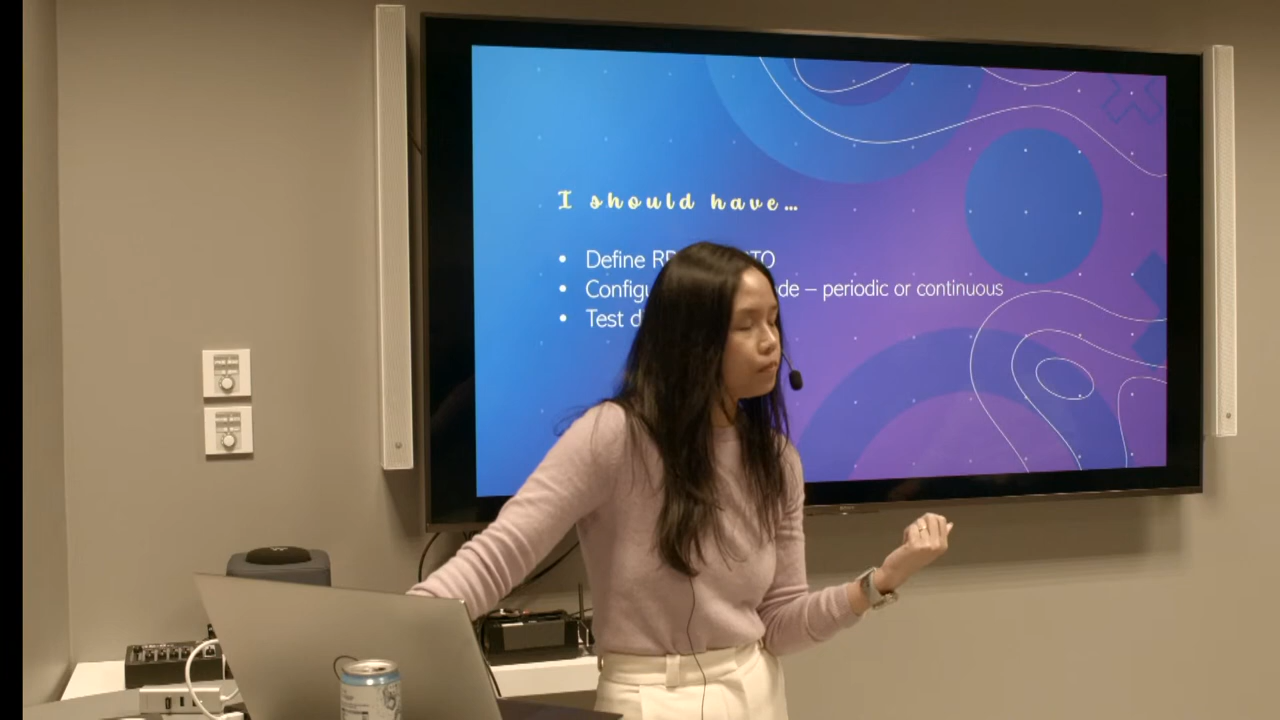 I should have...
• Define RP TO
• Configu de – periodic or continuous
• Test d